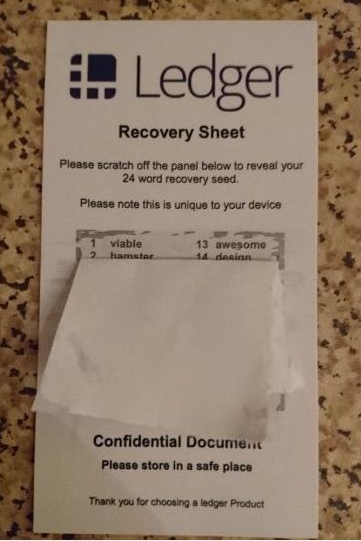 Ledger
Recovery Sheet
Please scratch off the panel below to reveal your
24 word recovery seed.
Please note this is unique to your device
1 viable 13 awesome
2 hamster 14 design
Confidential Document
Please store in a safe place
Thank you for choosing a ledger Product